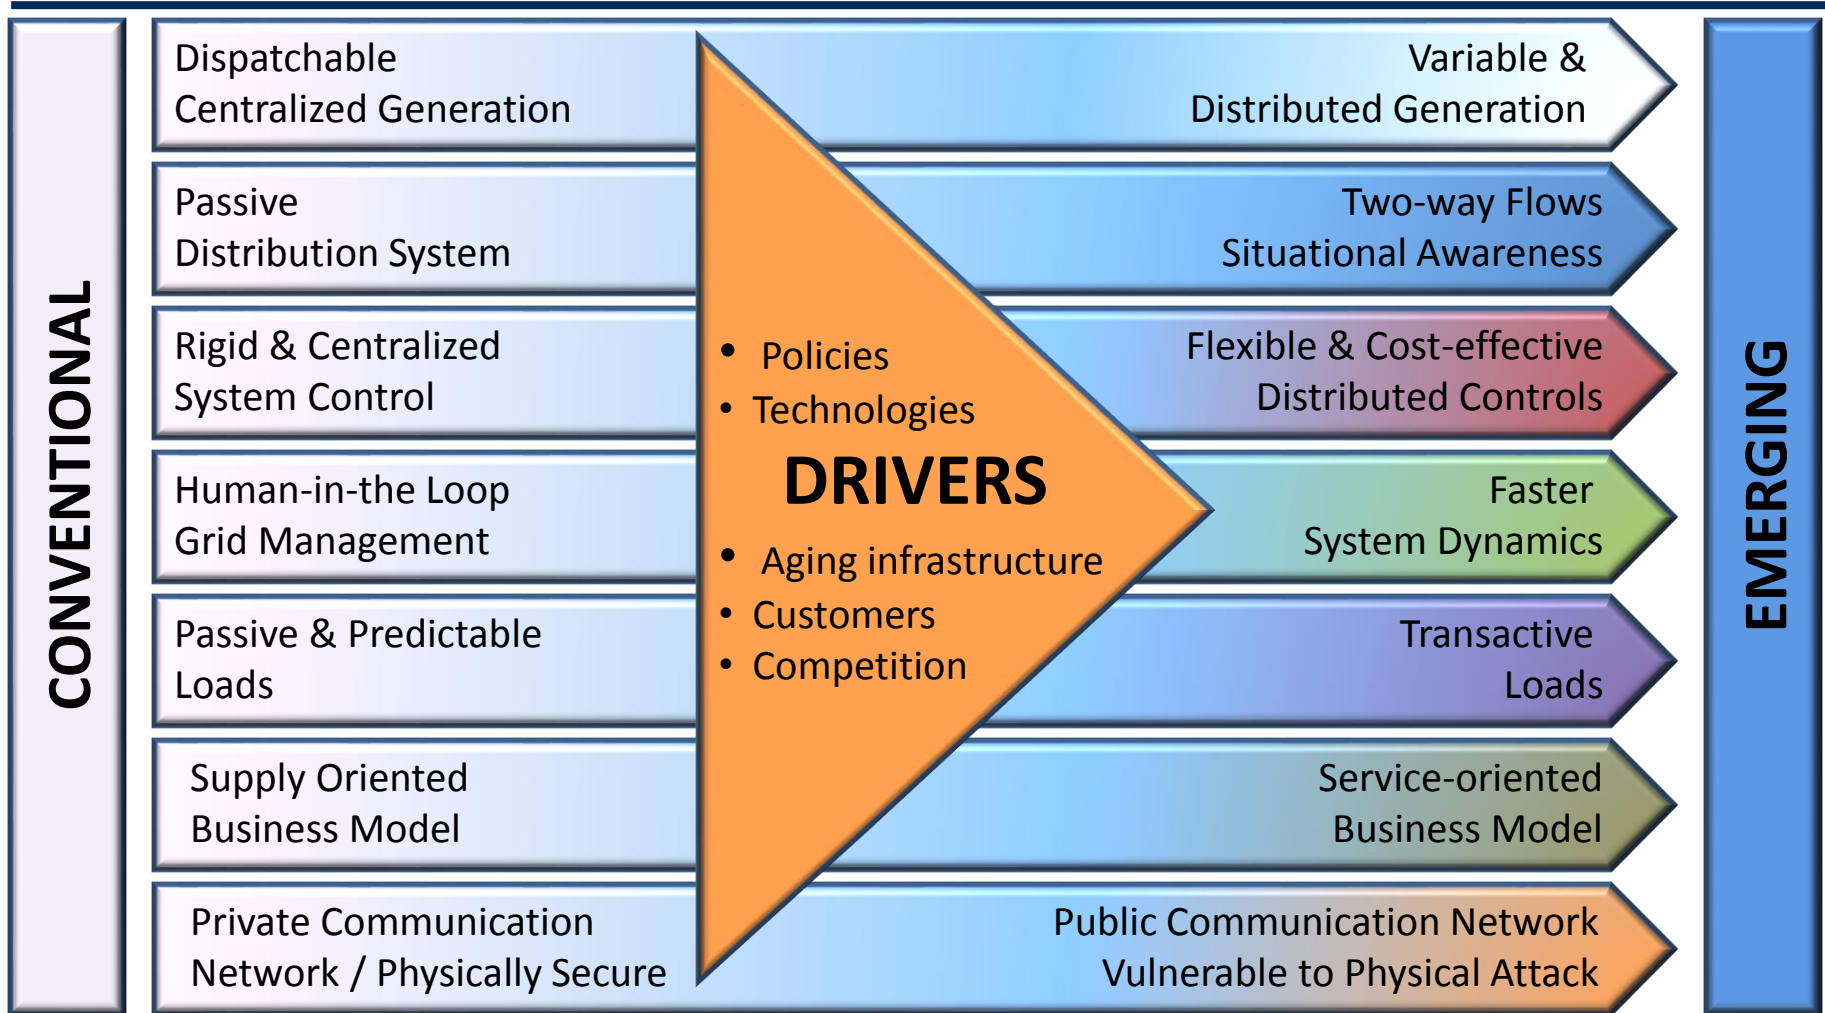 CONVENTIONAL
Dispatchable
Centralized Generation
Variable &
Distributed Generation
Passive
Distribution System
Two-way Flows
Situational Awareness
Rigid & Centralized
System Control
Flexible & Cost-effective
Distributed Controls
Human-in-the Loop
Grid Management
Faster
System Dynamics
Passive & Predictable
Loads
Transactive
Loads
Supply Oriented
Business Model
Service-oriented
Business Model
Private Communication
Network / Physically Secure
Public Communication Network
Vulnerable to Physical Attack
• Policies
• Technologies
DRIVERS
• Aging infrastructure
• Customers
• Competition
EMERGING